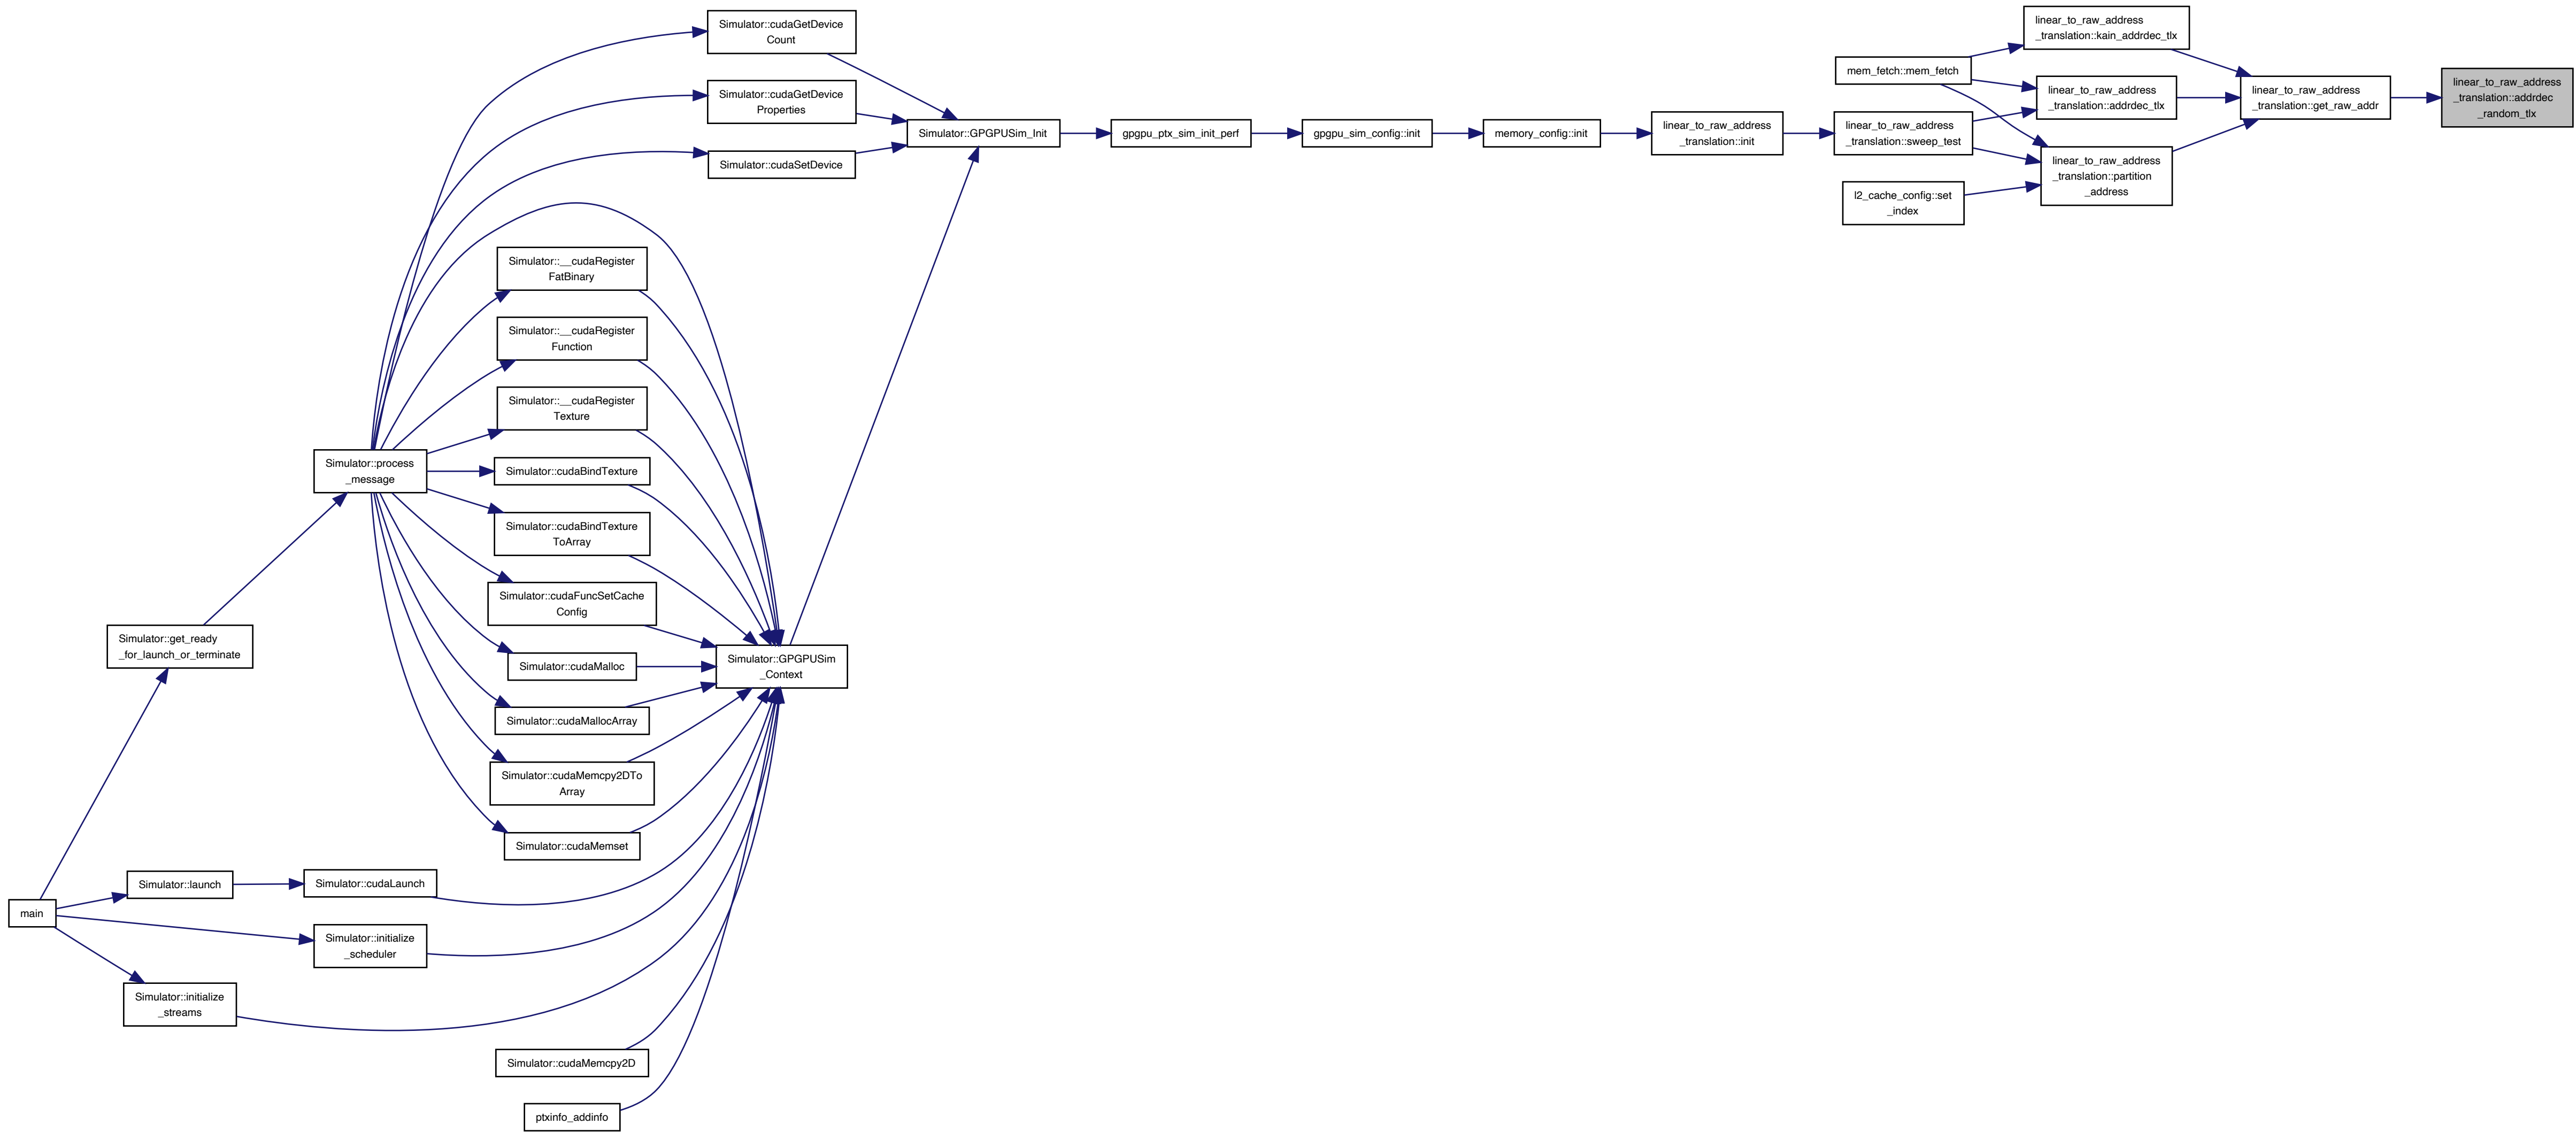 Simulator::cudaGetDevice
Count
Simulator::cudaGetDevice
Properties
Simulator::cudaSetDevice
Simulator::GPGPUSim_Init
gpgpu_ptx_sim_init_perf
gpgpu_sim_config::init
memory_config::init
linear_to_raw_address
_translation::init
linear_to_raw_address
_translation::sweep_test
mem_fetch::mem_fetch
l2_cache_config::set
_index
linear_to_raw_address
_translation::kain_addrdec_tlx
linear_to_raw_address
_translation::addrdec_tlx
linear_to_raw_address
_translation::partition
_address
linear_to_raw_address
_translation::get_raw_addr
linear_to_raw_address
_translation::addrdec
_random_tlx
Simulator::__cudaRegister
FatBinary
Simulator::__cudaRegister
Function
Simulator::__cudaRegister
Texture
Simulator::process
_message
Simulator::cudaBindTexture
Simulator::cudaBindTexture
ToArray
Simulator::cudaFuncSetCache
Config
Simulator::get_ready
_for_launch_or_terminate
Simulator::cudaMalloc
Simulator::GPGPUSim
_Context
Simulator::cudaMallocArray
Simulator::cudaMemcpy2DTo
Array
Simulator::cudaMemset
Simulator::launch
Simulator::cudaLaunch
main
Simulator::initialize
_scheduler
Simulator::initialize
_streams
Simulator::cudaMemcpy2D
ptxinfo_addinfo